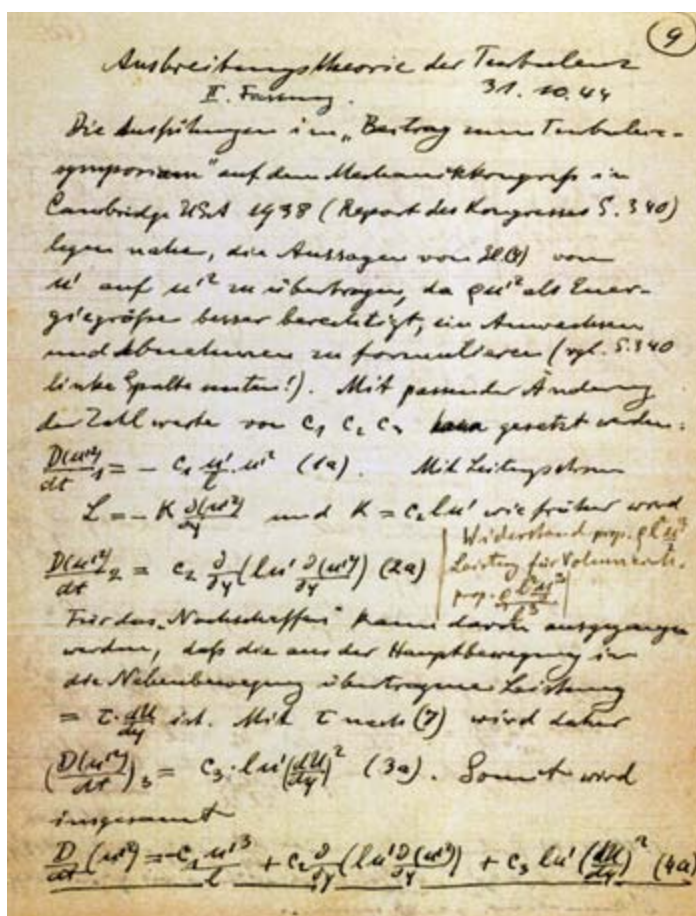 9
Ausbreitungstheorie der Turbulenz
II. Fassung. 31. 10. 44
Die Ausführungen im „Beitrag zum Turbulenz-
symposium" auf dem Mechanikkongreß in
Cambridge USA 1938 (Report des Kongresses S. 340)
legen nahe, die Aussagen von von
u' auf u'² zu übertragen, da ρu'² als Ener-
giegröße besser berechtigt, ein Anwachsen
und Abnehmen zu formulieren (vgl. S. 340
linke Spalte unten!). Mit passender Änderung
der Zahlwerte von c₁ c₂ c₃ kann gesetzt werden:
D(u'²)/dt ₁ = - c₁ u'/l · u'² (1a). Mit Leitungsstrom
L = - K ∂(u'²)/∂y und K = c₂ l u' wie früher wird
Widerstand prop. ρl²u'²
Leistung für Volumeneinh.
prop.
D(u'²)/dt ₂ = c₂ ∂/∂y (l u' ∂(u'²)/∂y) (2a)
Für das „Nachschaffen" kann davon ausgegangen
werden, daß die aus der Hauptbewegung in
die Nebenbewegung übertragene Leistung
= τ · dU/dy ist. Mit τ nach (7) wird daher
(D(u'²)/dt)₃ = c₃ · l u' (dU/dy)² (3a). Somit wird
insgesamt
D/dt (u'²) = - c₁ u'³/l + c₂ ∂/∂y (l u' ∂(u'²)/∂y) + c₃ l u' (dU/dy)² (4a)